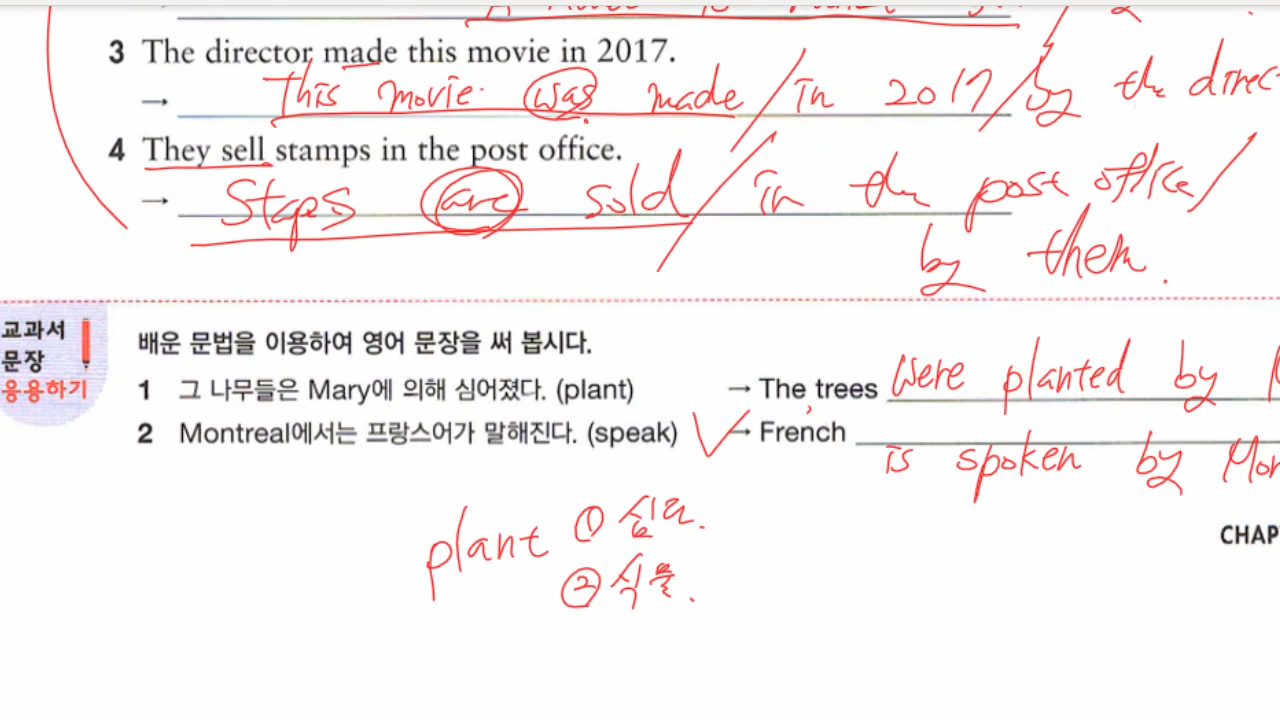 3 The director made this movie in 2017.
→ This movie was made / in 2017 / by the direc
4 They sell stamps in the post office.
→ Staps are sold / in the post office /
by them.
교과서
문장
응용하기
배운 문법을 이용하여 영어 문장을 써 봅시다.
1 그 나무들은 Mary에 의해 심어졌다. (plant) → The trees were planted by
2 Montreal에서는 프랑스어가 말해진다. (speak) → French
is spoken by Mon
plant ① 심다.
② 식물.
CHAP